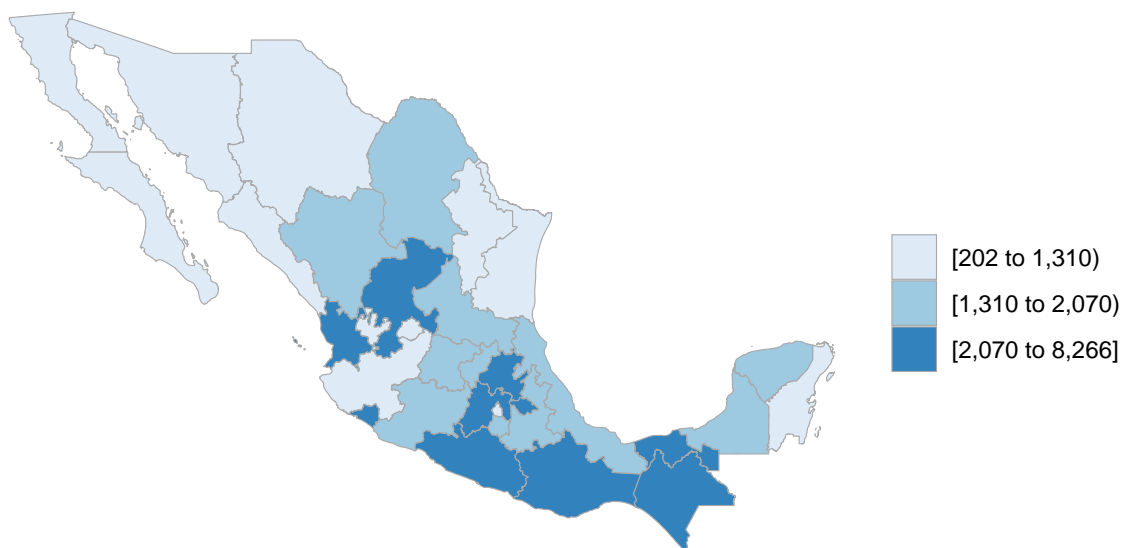 [202 to 1,310)
[1,310 to 2,070)
[2,070 to 8,266]